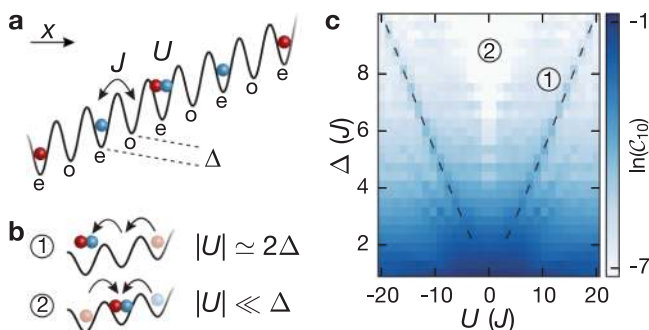 a
x
J
U
e
o
e
o
e
o
e
o
e
Δ
b
① |U| ≃ 2Δ
② |U| ≪ Δ
c
②
①
8
6
4
2
Δ (J)
-20 -10 0 10 20
U (J)
-1
ln(C₁₀)
-7